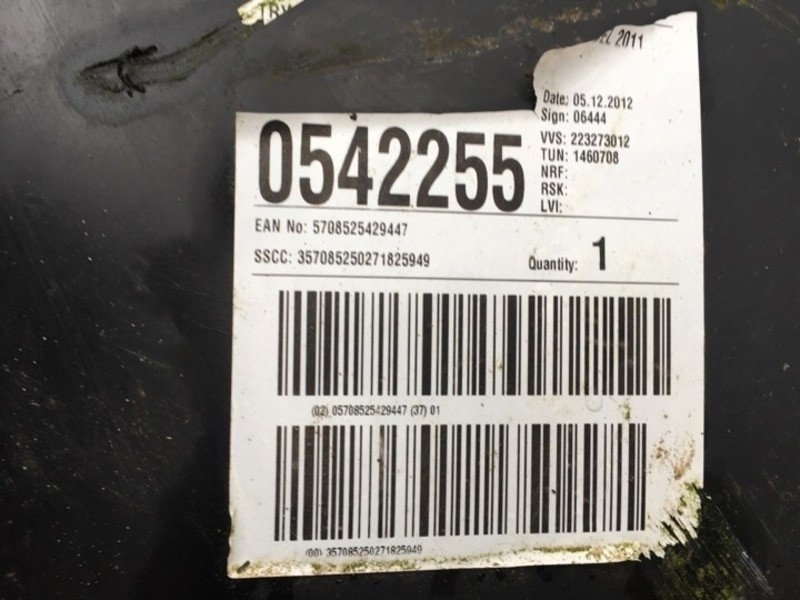 2011
Date: 05.12.2012
Sign: 06444
0542255
VVS: 223273012
TUN: 1460708
NRF:
RSK:
LVI:
EAN No: 5708525429447
SSCC: 357085250271825949
Quantity: 1
(02) 05708525429447 (37) 01
(00) 357085250271825949